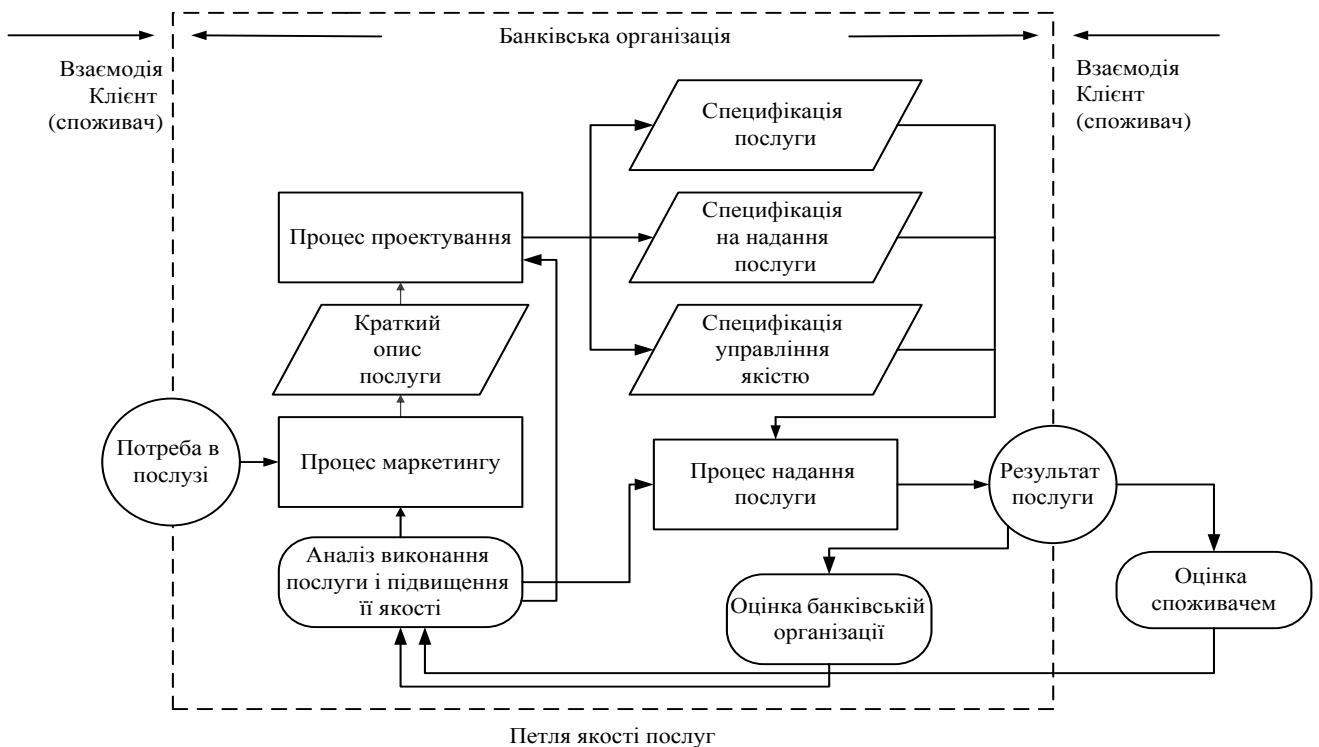 Банківська організація
Взаємодія
Клієнт
(споживач)
Взаємодія
Клієнт
(споживач)
Специфікація
послуги
Процес проектування
Специфікація
на надання
послуги
Краткий
опис
послуги
Специфікація
управління
якістю
Потреба в
послузі
Процес маркетингу
Процес надання
послуги
Результат
послуги
Аналіз виконання
послуги і підвищення
її якості
Оцінка банківській
організації
Оцінка
споживачем
Петля якості послуг